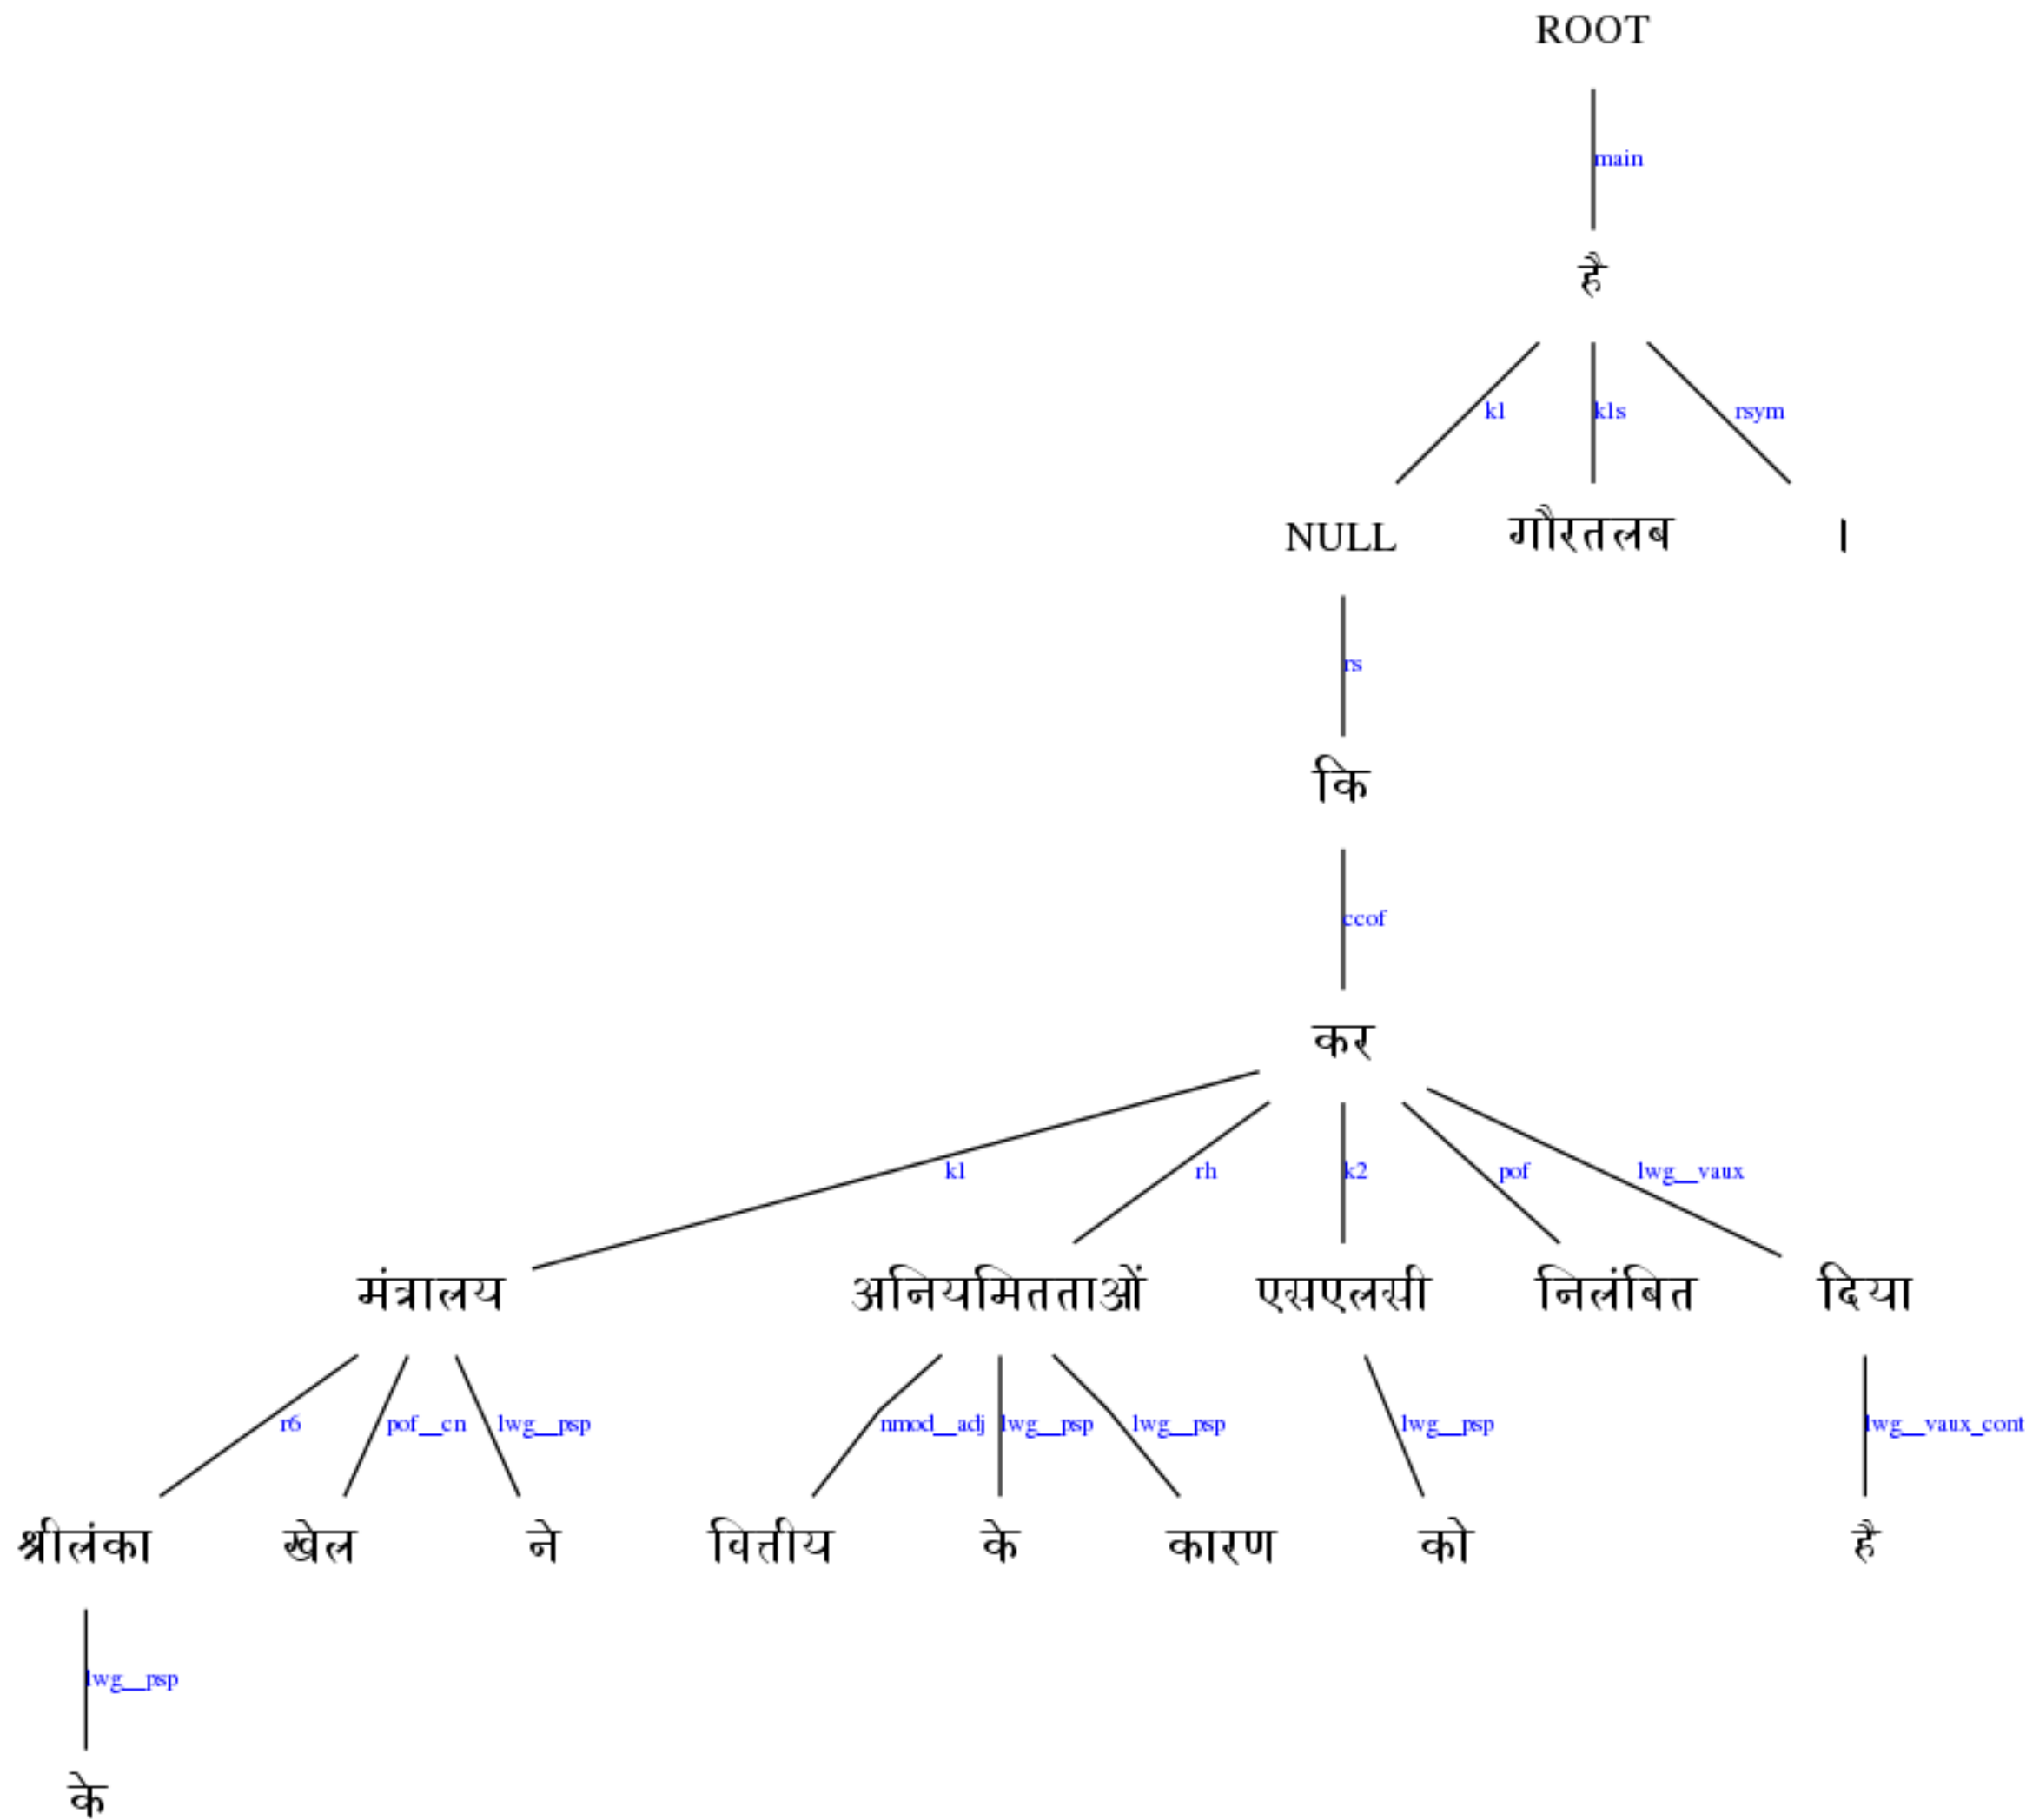 ROOT
main
है
k1 k1s rsym
NULL गौरतलब ।
rs
कि
ccof
कर
k1 rh k2 pof lwg__vaux
मंत्रालय अनियमितताओं एसएलसी निलंबित दिया
r6 pof__cn lwg__psp nmod__adj lwg__psp lwg__psp lwg__psp lwg__vaux_cont
श्रीलंका खेल ने वित्तीय के कारण को है
lwg__psp
के